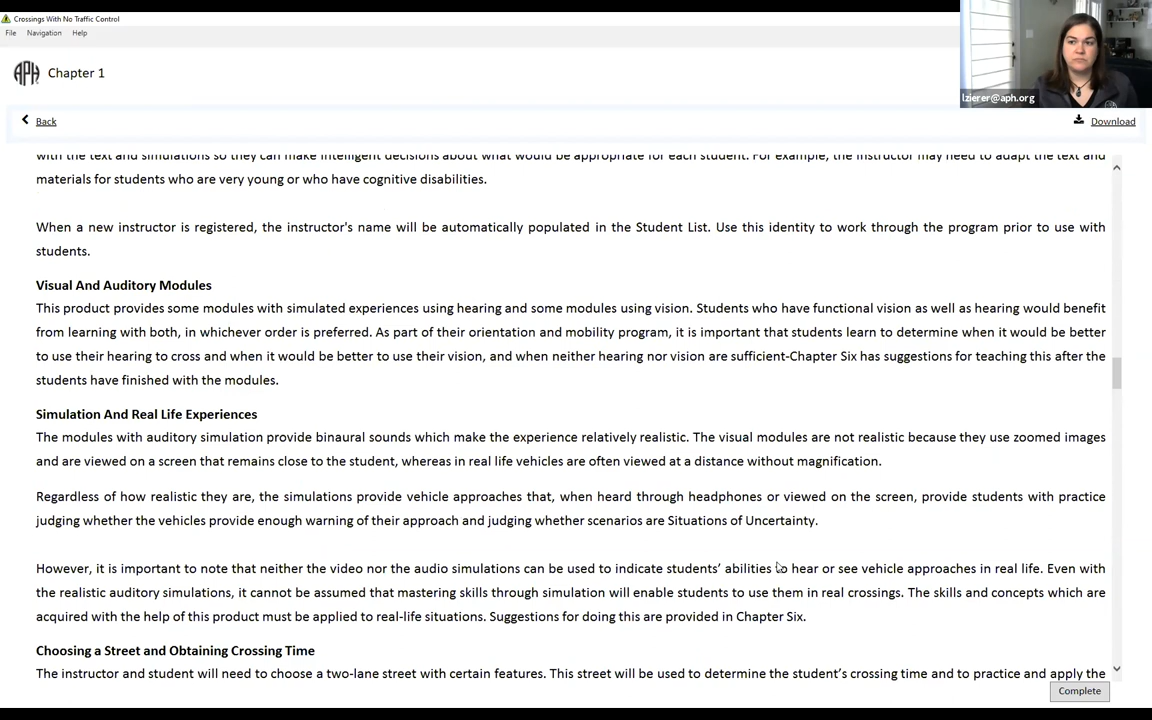 Crossings With No Traffic Control
File Navigation Help
APH Chapter 1
lzierer@aph.org
Back
Download
with the text and simulations so they can make intelligent decisions about what would be appropriate for each student. For example, the instructor may need to adapt the text and
materials for students who are very young or who have cognitive disabilities.
When a new instructor is registered, the instructor's name will be automatically populated in the Student List. Use this identity to work through the program prior to use with
students.
Visual And Auditory Modules
This product provides some modules with simulated experiences using hearing and some modules using vision. Students who have functional vision as well as hearing would benefit
from learning with both, in whichever order is preferred. As part of their orientation and mobility program, it is important that students learn to determine when it would be better
to use their hearing to cross and when it would be better to use their vision, and when neither hearing nor vision are sufficient-Chapter Six has suggestions for teaching this after the
students have finished with the modules.
Simulation And Real Life Experiences
The modules with auditory simulation provide binaural sounds which make the experience relatively realistic. The visual modules are not realistic because they use zoomed images
and are viewed on a screen that remains close to the student, whereas in real life vehicles are often viewed at a distance without magnification.
Regardless of how realistic they are, the simulations provide vehicle approaches that, when heard through headphones or viewed on the screen, provide students with practice
judging whether the vehicles provide enough warning of their approach and judging whether scenarios are Situations of Uncertainty.
However, it is important to note that neither the video nor the audio simulations can be used to indicate students’ abilities to hear or see vehicle approaches in real life. Even with
the realistic auditory simulations, it cannot be assumed that mastering skills through simulation will enable students to use them in real crossings. The skills and concepts which are
acquired with the help of this product must be applied to real-life situations. Suggestions for doing this are provided in Chapter Six.
Choosing a Street and Obtaining Crossing Time
The instructor and student will need to choose a two-lane street with certain features. This street will be used to determine the student’s crossing time and to practice and apply the
Complete